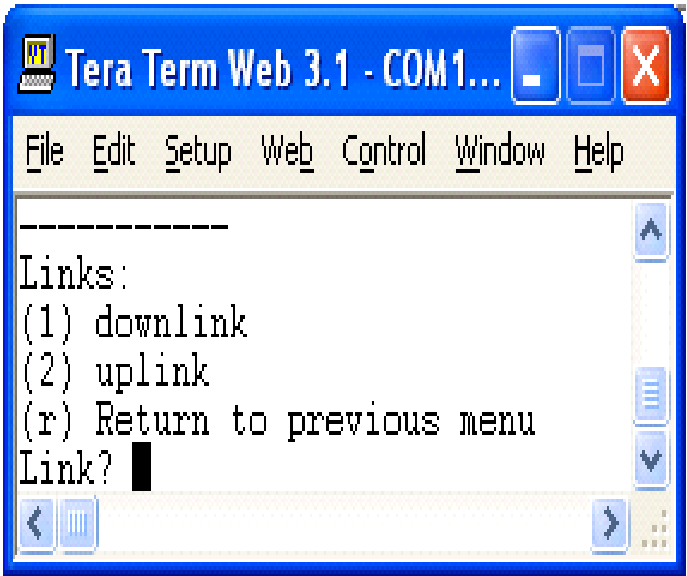 Tera Term Web 3.1 - COM1...
File Edit Setup Web Control Window Help
-----------
Links:
(1) downlink
(2) uplink
(r) Return to previous menu
Link?